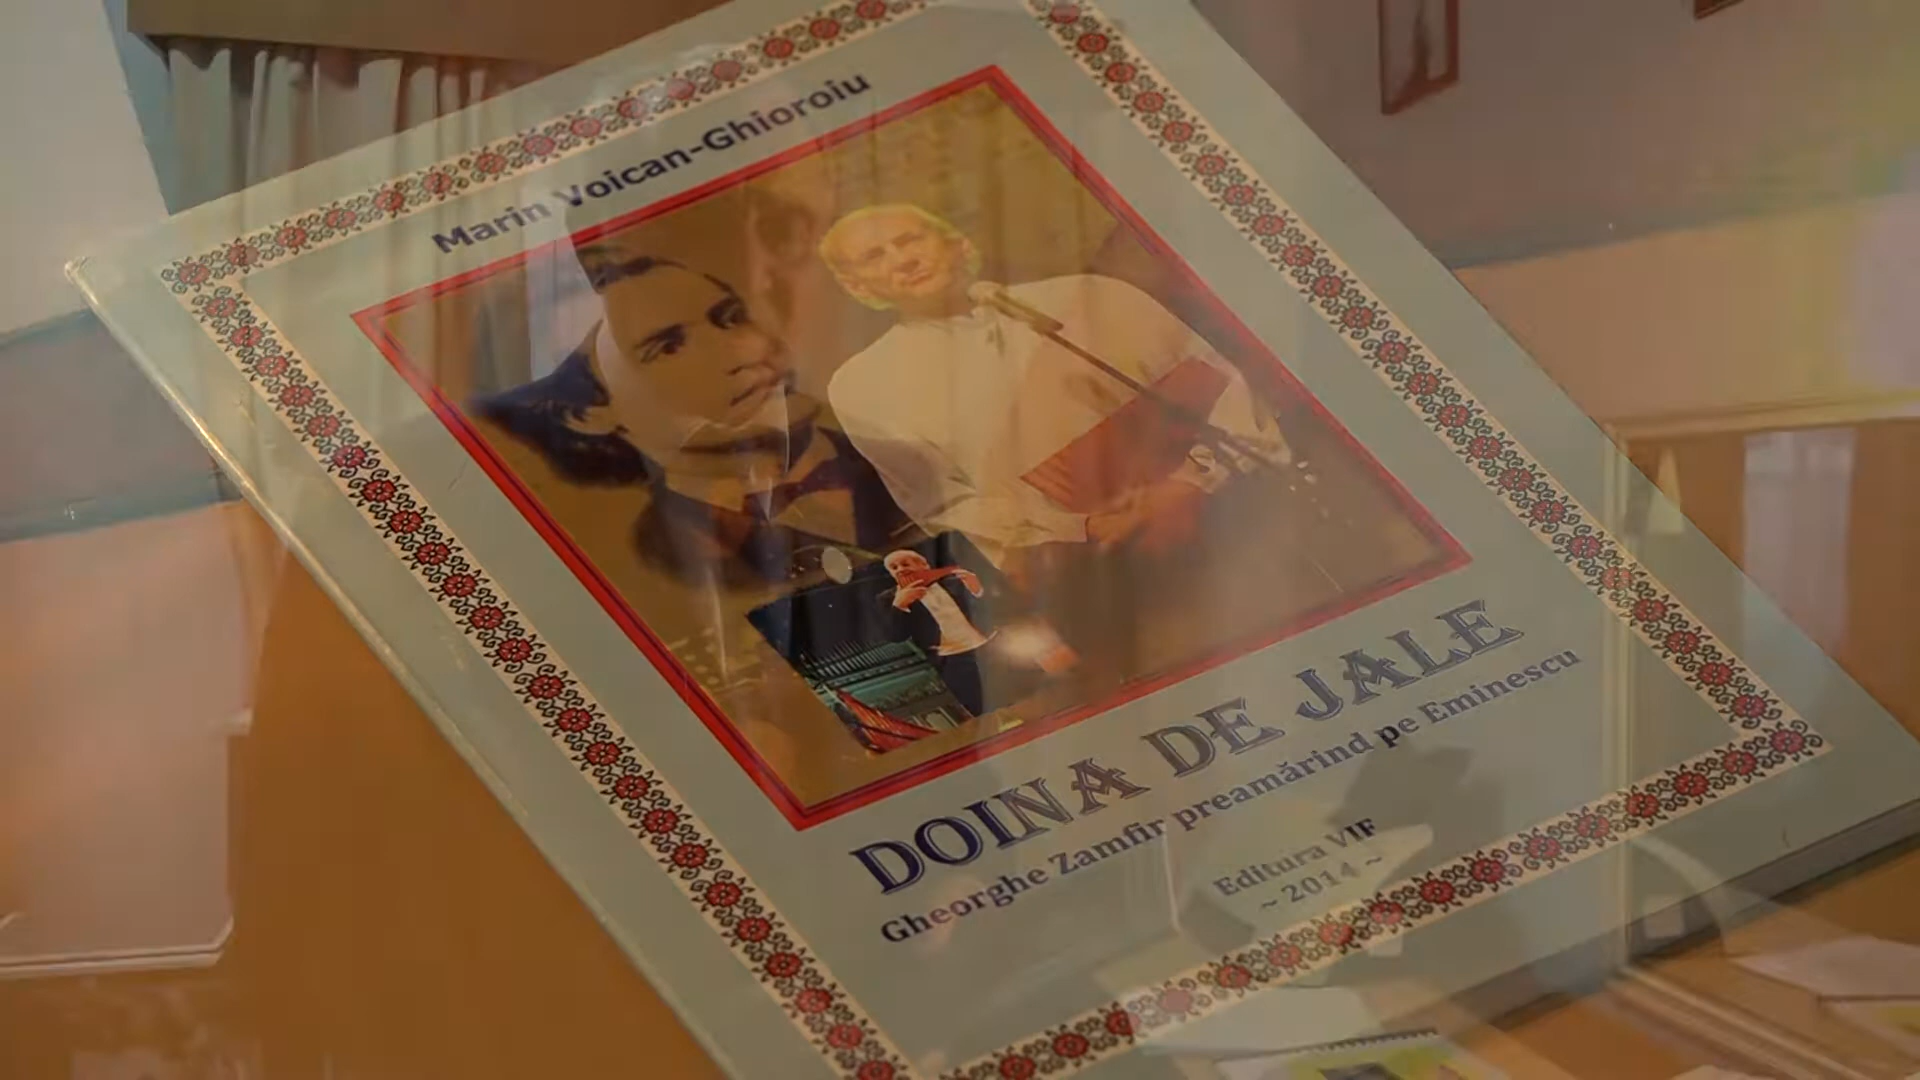 Marin Voican-Ghioroiu
DOINA DE JALE
Gheorghe Zamfir preamărind pe Eminescu
Editura VIF
~ 2014 ~